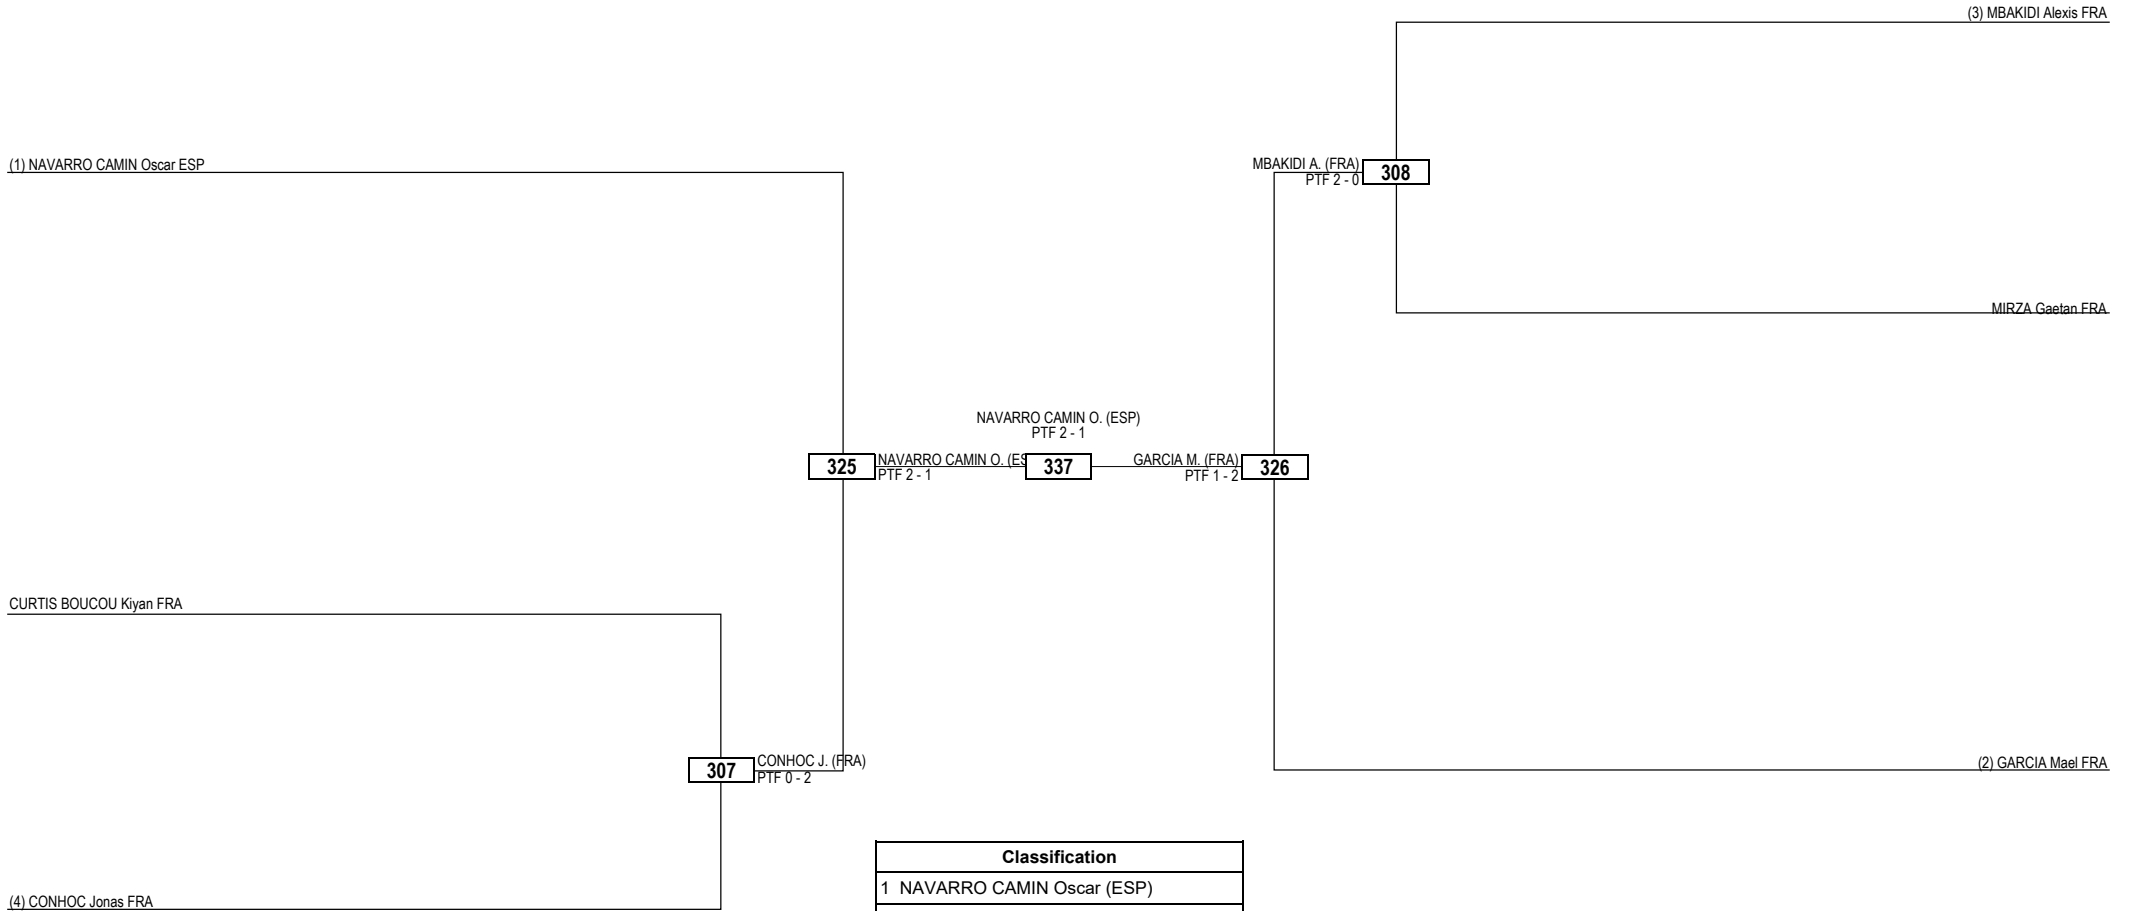 (3) MBAKIDI Alexis FRA
(1) NAVARRO CAMIN Oscar ESP
MBAKIDI A. (FRA)
PTF 2 - 0
308
MIRZA Gaetan FRA
NAVARRO CAMIN O. (ESP)
PTF 2 - 1
325
NAVARRO CAMIN O. (ES
PTF 2 - 1
337
GARCIA M. (FRA)
PTF 1 - 2
326
CURTIS BOUCOU Kiyan FRA
307
CONHOC J. (FRA)
PTF 0 - 2
(2) GARCIA Mael FRA
Classification
1 NAVARRO CAMIN Oscar (ESP)
(4) CONHOC Jonas FRA